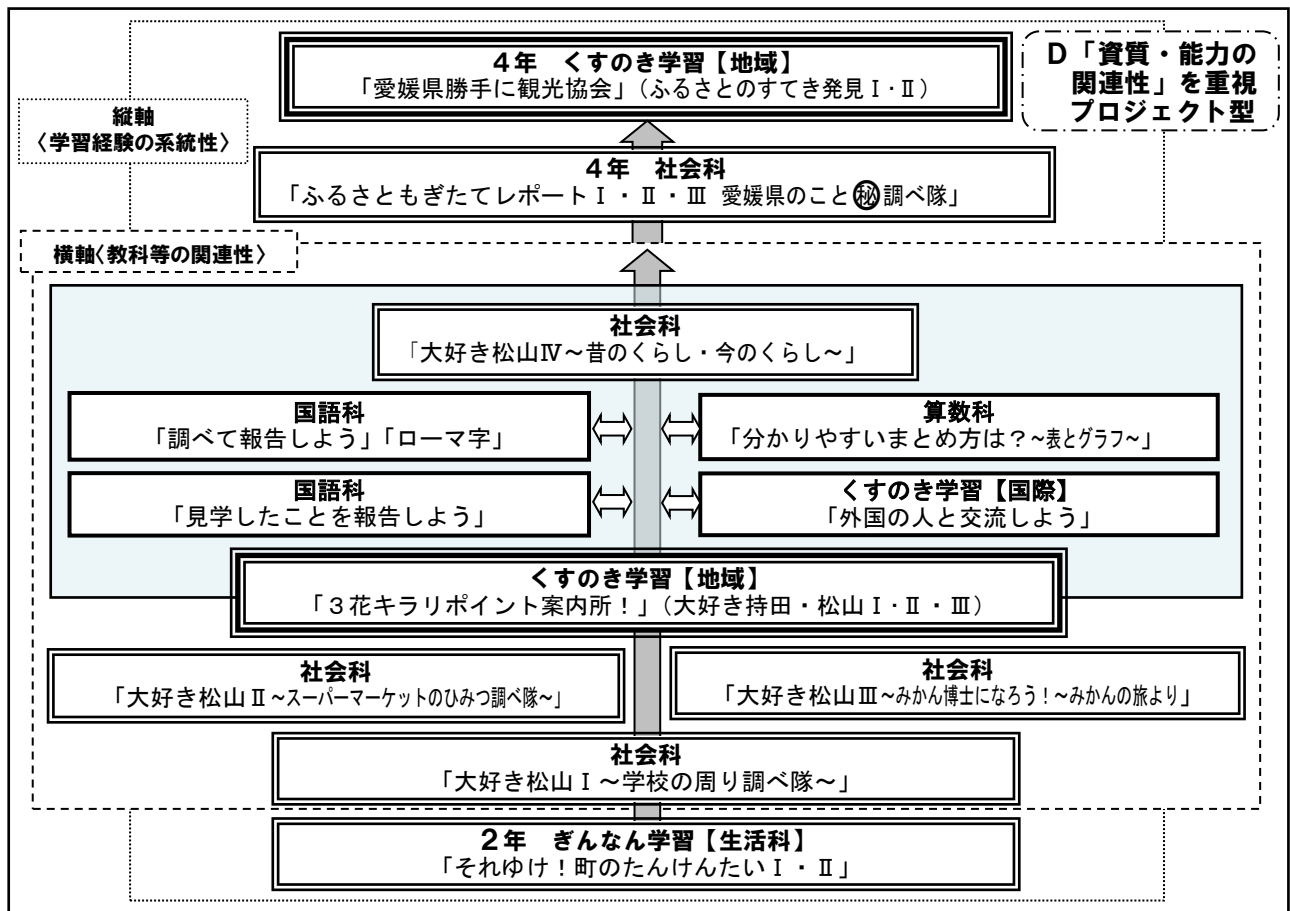 4年 くすのき学習【地域】
「愛媛県勝手に観光協会」(ふるさとのすてき発見Ⅰ・Ⅱ)
D「資質・能力の
関連性」を重視
プロジェクト型
縦軸
〈学習経験の系統性〉
4年 社会科
「ふるさともぎたてレポートⅠ・Ⅱ・Ⅲ 愛媛県のこと㊙調べ隊」
横軸〈教科等の関連性〉
社会科
「大好き松山Ⅳ～昔のくらし・今のくらし～」
国語科
「調べて報告しよう」「ローマ字」
算数科
「分かりやすいまとめ方は？~表とグラフ~」
国語科
「見学したことを報告しよう」
くすのき学習【国際】
「外国の人と交流しよう」
くすのき学習【地域】
「3花キラリポイント案内所！」(大好き持田・松山Ⅰ・Ⅱ・Ⅲ)
社会科
「大好き松山Ⅱ~スーパーマーケットのひみつ調べ隊~」
社会科
「大好き松山Ⅲ~みかん博士になろう！~みかんの旅より」
社会科
「大好き松山Ⅰ～学校の周り調べ隊～」
2年 ぎんなん学習【生活科】
「それゆけ！町のたんけんたいⅠ・Ⅱ」